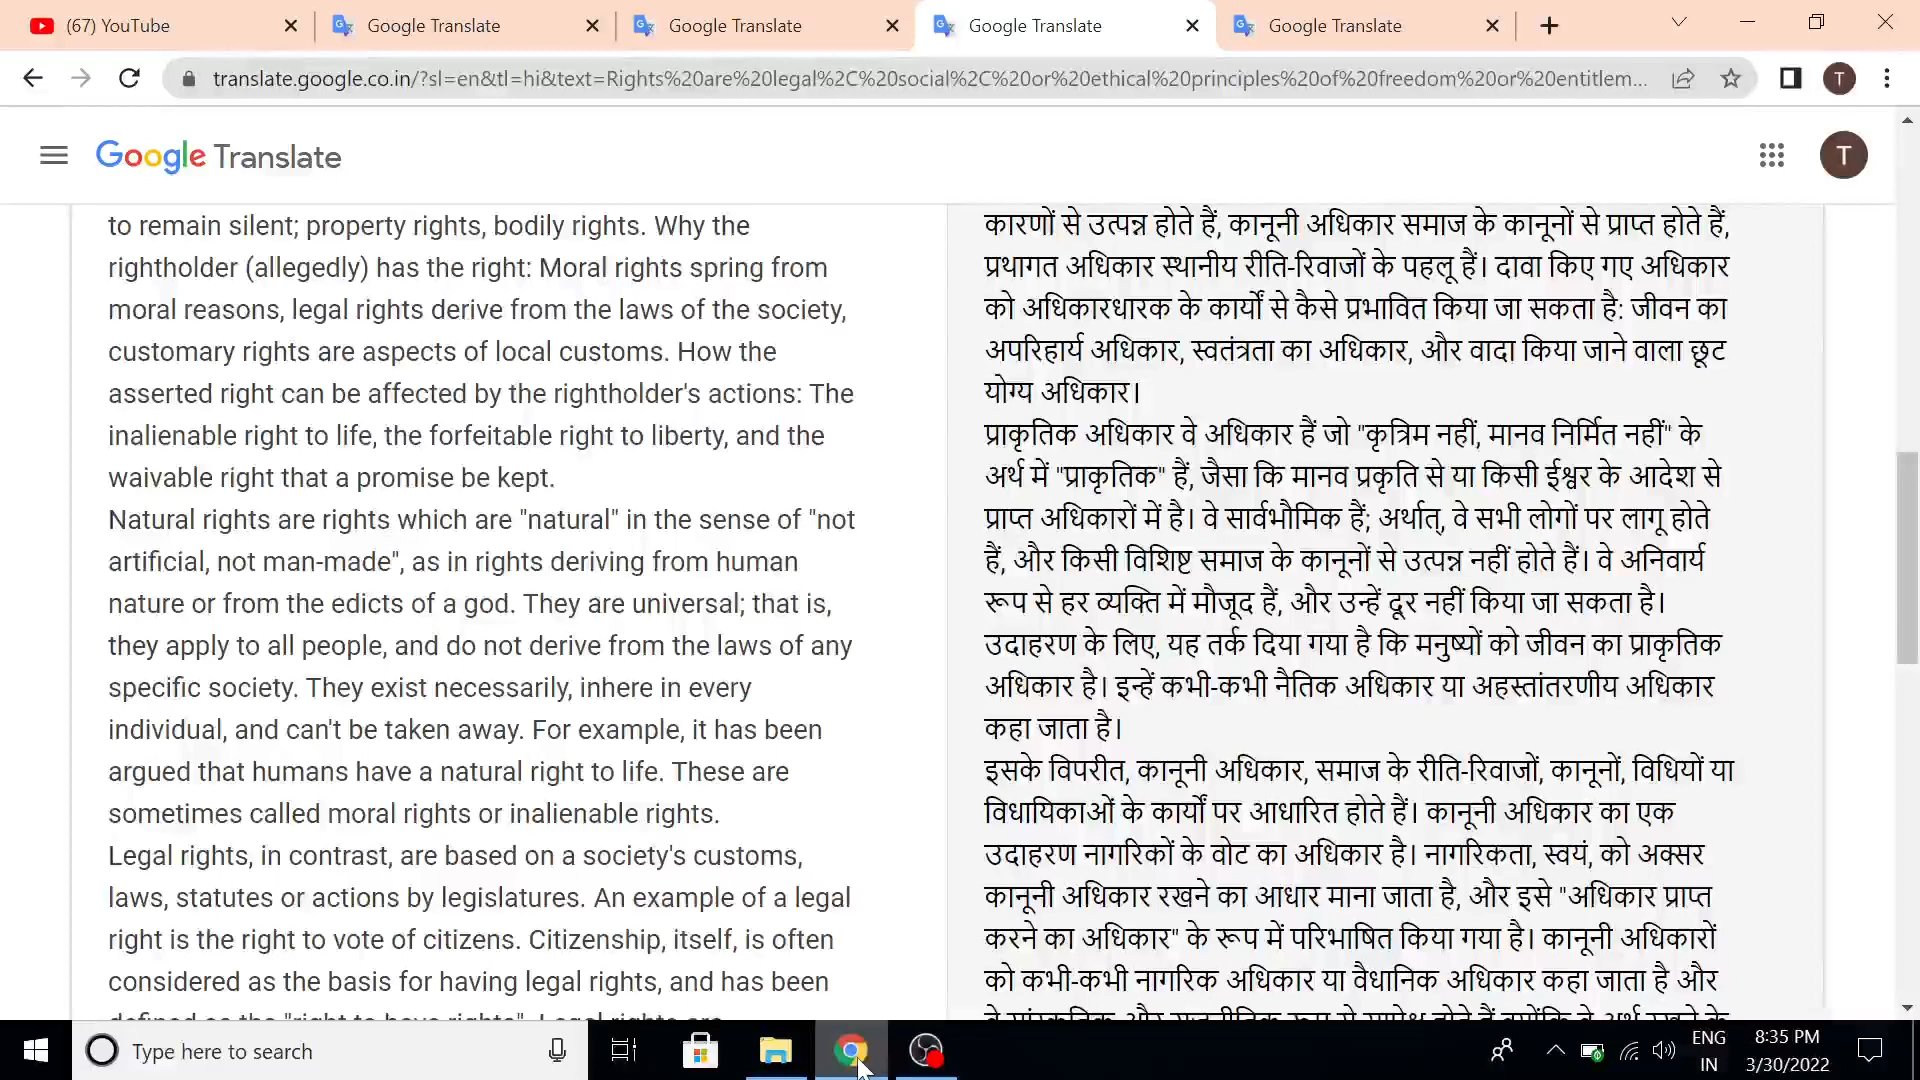 (67) YouTube
Google Translate
Google Translate
Google Translate
Google Translate
translate.google.co.in/?sl=en&tl=hi&text=Rights%20are%20legal%2C%20social%2C%20or%20ethical%20principles%20of%20freedom%20or%20entitlem...
T
Google Translate
T
to remain silent; property rights, bodily rights. Why the
rightholder (allegedly) has the right: Moral rights spring from
moral reasons, legal rights derive from the laws of the society,
customary rights are aspects of local customs. How the
asserted right can be affected by the rightholder's actions: The
inalienable right to life, the forfeitable right to liberty, and the
waivable right that a promise be kept.
Natural rights are rights which are "natural" in the sense of "not
artificial, not man-made", as in rights deriving from human
nature or from the edicts of a god. They are universal; that is,
they apply to all people, and do not derive from the laws of any
specific society. They exist necessarily, inhere in every
individual, and can't be taken away. For example, it has been
argued that humans have a natural right to life. These are
sometimes called moral rights or inalienable rights.
Legal rights, in contrast, are based on a society's customs,
laws, statutes or actions by legislatures. An example of a legal
right is the right to vote of citizens. Citizenship, itself, is often
considered as the basis for having legal rights, and has been
defined as the "right to have rights". Legal rights are
कारणों से उत्पन्न होते हैं, कानूनी अधिकार समाज के कानूनों से प्राप्त होते हैं,
प्रथागत अधिकार स्थानीय रीति-रिवाजों के पहलू हैं। दावा किए गए अधिकार
को अधिकारधारक के कार्यों से कैसे प्रभावित किया जा सकता है: जीवन का
अपरिहार्य अधिकार, स्वतंत्रता का अधिकार, और वादा किया जाने वाला छूट
योग्य अधिकार।
प्राकृतिक अधिकार वे अधिकार हैं जो "कृत्रिम नहीं, मानव निर्मित नहीं" के
अर्थ में "प्राकृतिक" हैं, जैसा कि मानव प्रकृति से या किसी ईश्वर के आदेश से
प्राप्त अधिकारों में है। वे सार्वभौमिक हैं; अर्थात्, वे सभी लोगों पर लागू होते
हैं, और किसी विशिष्ट समाज के कानूनों से उत्पन्न नहीं होते हैं। वे अनिवार्य
रूप से हर व्यक्ति में मौजूद हैं, और उन्हें दूर नहीं किया जा सकता है।
उदाहरण के लिए, यह तर्क दिया गया है कि मनुष्यों को जीवन का प्राकृतिक
अधिकार है। इन्हें कभी-कभी नैतिक अधिकार या अहस्तांतरणीय अधिकार
कहा जाता है।
इसके विपरीत, कानूनी अधिकार, समाज के रीति-रिवाजों, कानूनों, विधियों या
विधायिकाओं के कार्यों पर आधारित होते हैं। कानूनी अधिकार का एक
उदाहरण नागरिकों के वोट का अधिकार है। नागरिकता, स्वयं, को अक्सर
कानूनी अधिकार रखने का आधार माना जाता है, और इसे "अधिकार प्राप्त
करने का अधिकार" के रूप में परिभाषित किया गया है। कानूनी अधिकारों
को कभी-कभी नागरिक अधिकार या वैधानिक अधिकार कहा जाता है और
वे सांस्कृतिक और राजनीतिक रूप से सापेक्ष होते हैं क्योंकि वे अर्थ रखने के
Type here to search
ENG
IN
8:35 PM
3/30/2022